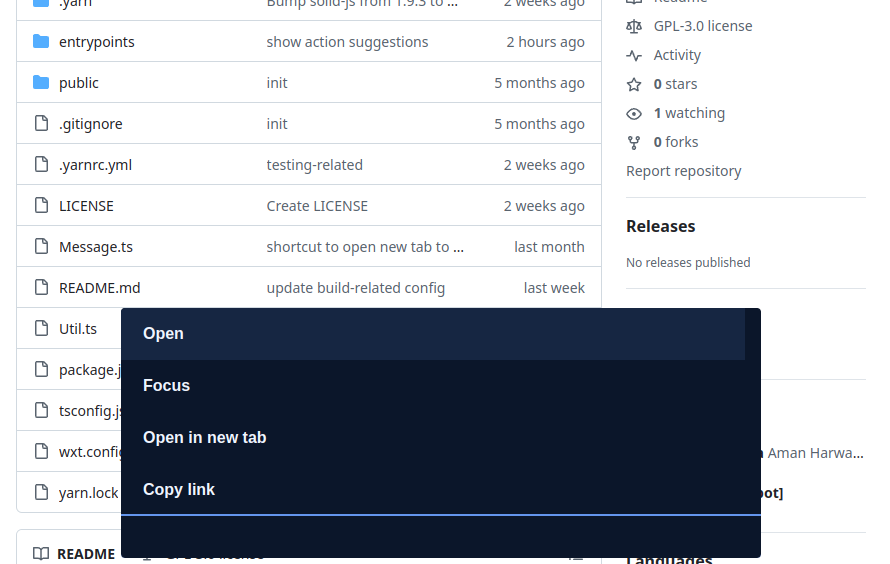 .yarn Bump solid-js from 1.9.3 to ... 2 weeks ago
entrypoints show action suggestions 2 hours ago
public init 5 months ago
.gitignore init 5 months ago
.yarnrc.yml testing-related 2 weeks ago
LICENSE Create LICENSE 2 weeks ago
Message.ts shortcut to open new tab to ... last month
README.md update build-related config last week
Util.ts
package.j
tsconfig.js
wxt.config
yarn.lock
Open
Focus
Open in new tab
Copy link
README GPL-3.0 license
Readme
GPL-3.0 license
Activity
0 stars
1 watching
0 forks
Report repository
Releases
No releases published
Aman Harwa...
bot]
Languages